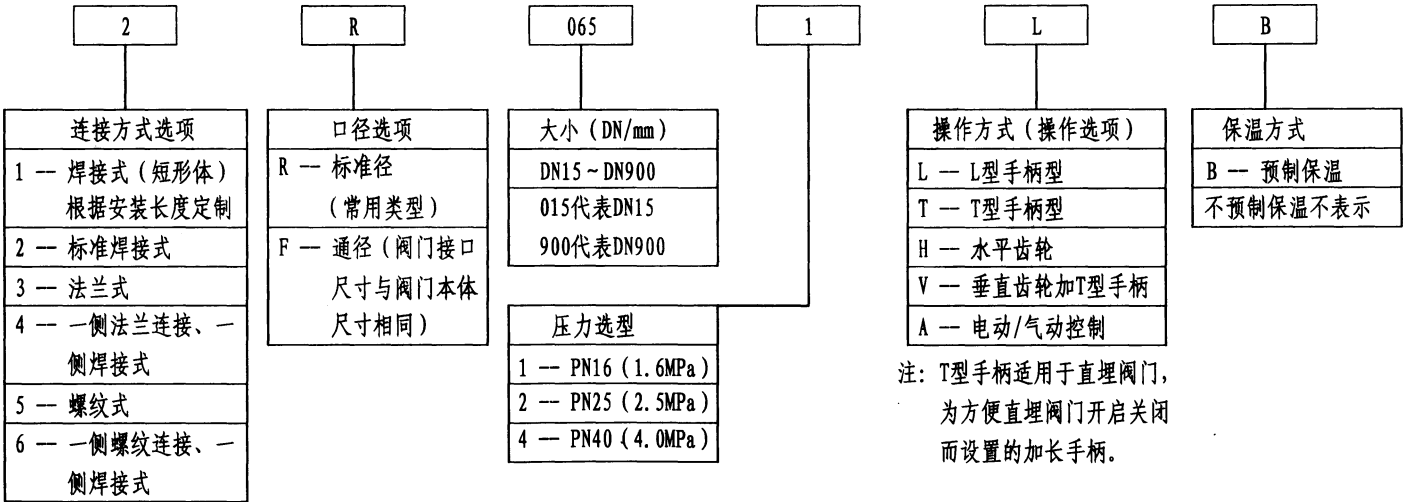 2
R
065
1
L
B
连接方式选项
1 — 焊接式（短形体）
根据安装长度定制
2 — 标准焊接式
3 — 法兰式
4 — 一侧法兰连接、一
侧焊接式
5 — 螺纹式
6 — 一侧螺纹连接、一
侧焊接式
口径选项
R — 标准径
（常用类型）
F — 通径（阀门接口
尺寸与阀门本体
尺寸相同）
大小（DN/mm）
DN15～DN900
015代表DN15
900代表DN900
压力选型
1 — PN16（1.6MPa）
2 — PN25（2.5MPa）
4 — PN40（4.0MPa）
操作方式（操作选项）
L — L型手柄型
T — T型手柄型
H — 水平齿轮
V — 垂直齿轮加T型手柄
A — 电动/气动控制
注：T型手柄适用于直埋阀门，
为方便直埋阀门开启关闭
而设置的加长手柄。
保温方式
B — 预制保温
不预制保温不表示